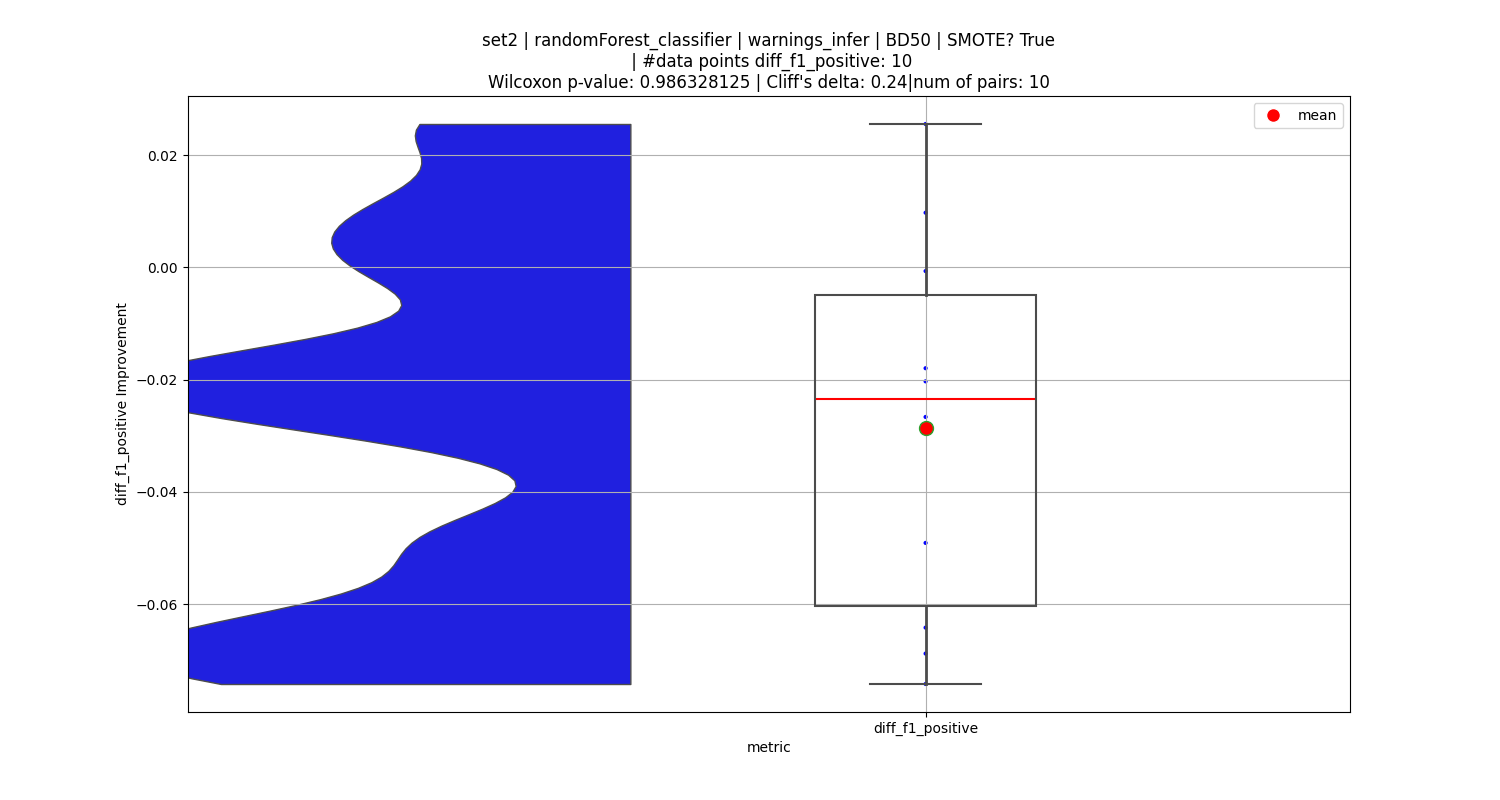 set2 | randomForest_classifier | warnings_infer | BD50 | SMOTE? True
| #data points diff_f1_positive: 10
Wilcoxon p-value: 0.986328125 | Cliff's delta: 0.24|num of pairs: 10
mean
0.02
0.00
−0.02
−0.04
−0.06
diff_f1_positive Improvement
diff_f1_positive
metric